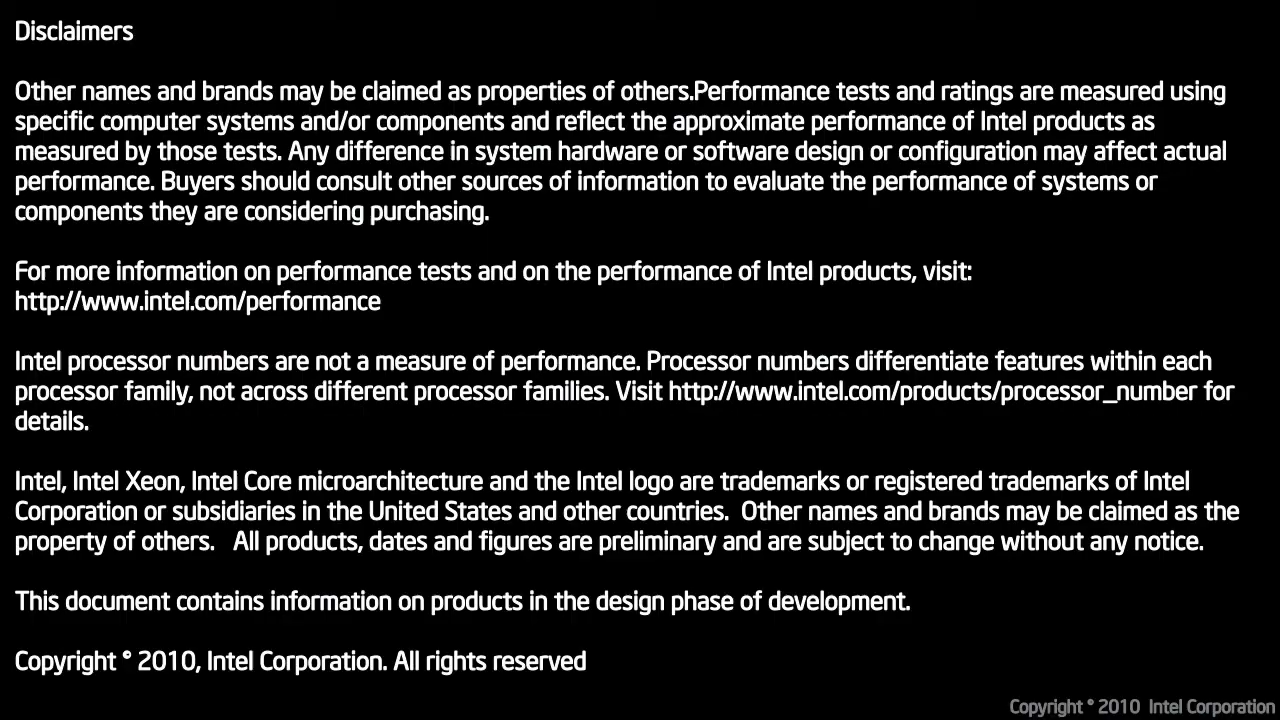 Disclaimers
Other names and brands may be claimed as properties of others.Performance tests and ratings are measured using
specific computer systems and/or components and reflect the approximate performance of Intel products as
measured by those tests. Any difference in system hardware or software design or configuration may affect actual
performance. Buyers should consult other sources of information to evaluate the performance of systems or
components they are considering purchasing.
For more information on performance tests and on the performance of Intel products, visit:
http://www.intel.com/performance
Intel processor numbers are not a measure of performance. Processor numbers differentiate features within each
processor family, not across different processor families. Visit http://www.intel.com/products/processor_number for
details.
Intel, Intel Xeon, Intel Core microarchitecture and the Intel logo are trademarks or registered trademarks of Intel
Corporation or subsidiaries in the United States and other countries.  Other names and brands may be claimed as the
property of others.   All products, dates and figures are preliminary and are subject to change without any notice.
This document contains information on products in the design phase of development.
Copyright © 2010, Intel Corporation. All rights reserved
Copyright © 2010  Intel Corporation